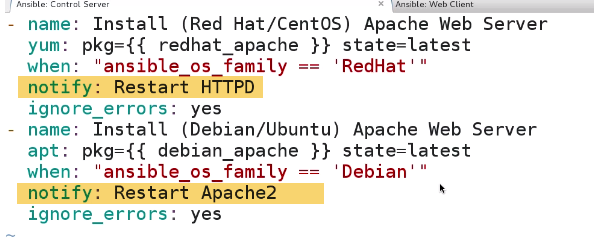 Ansible: Control Server
×
Ansible: Web Client
- name: Install (Red Hat/CentOS) Apache Web Server
yum: pkg={{ redhat_apache }} state=latest
when: "ansible_os_family == 'RedHat'"
notify: Restart HTTPD
ignore_errors: yes
- name: Install (Debian/Ubuntu) Apache Web Server
apt: pkg={{ debian_apache }} state=latest
when: "ansible_os_family == 'Debian'"
notify: Restart Apache2
ignore_errors: yes
~